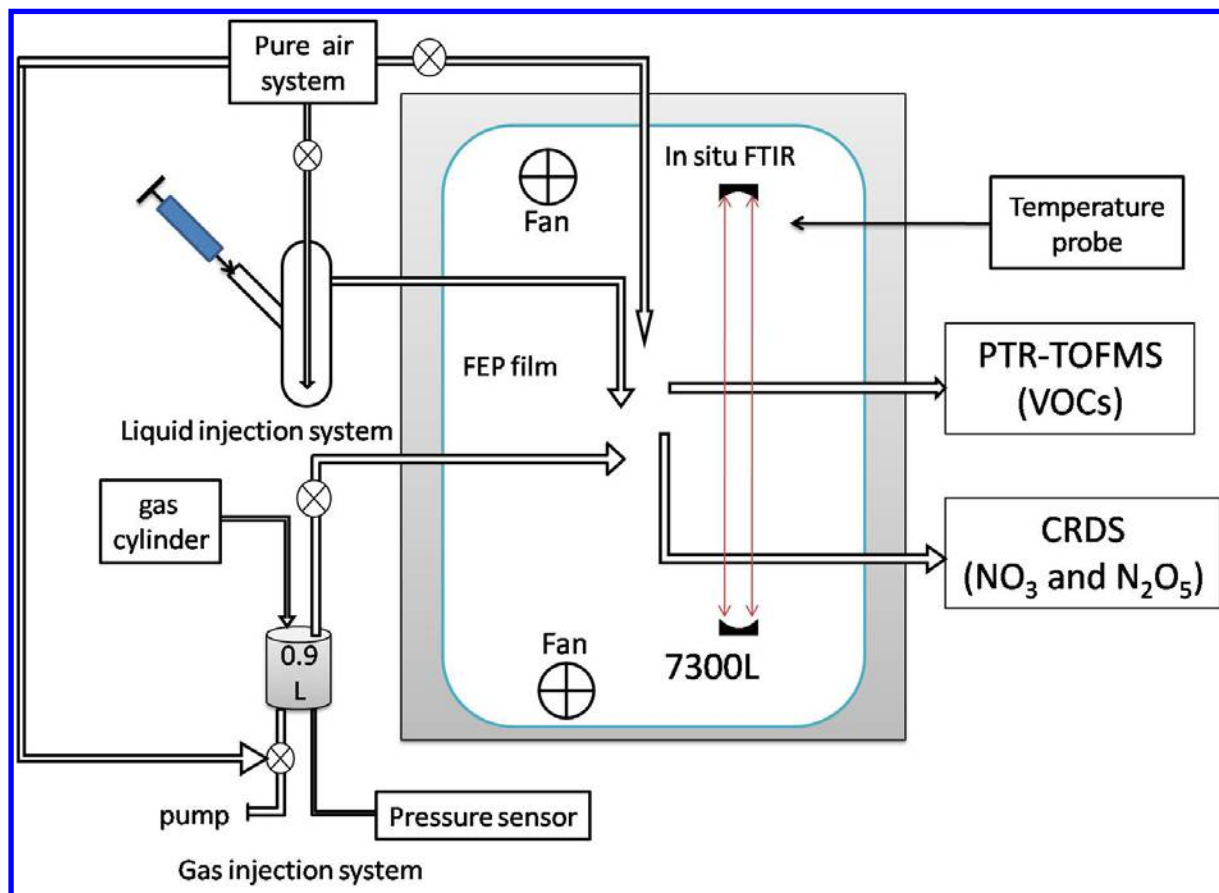 Pure air
system
In situ FTIR
Fan
Temperature
probe
FEP film
PTR-TOFMS
(VOCs)
Liquid injection system
gas
cylinder
CRDS
(NO₃ and N₂O₅)
0.9
L
Fan
7300L
pump
Pressure sensor
Gas injection system